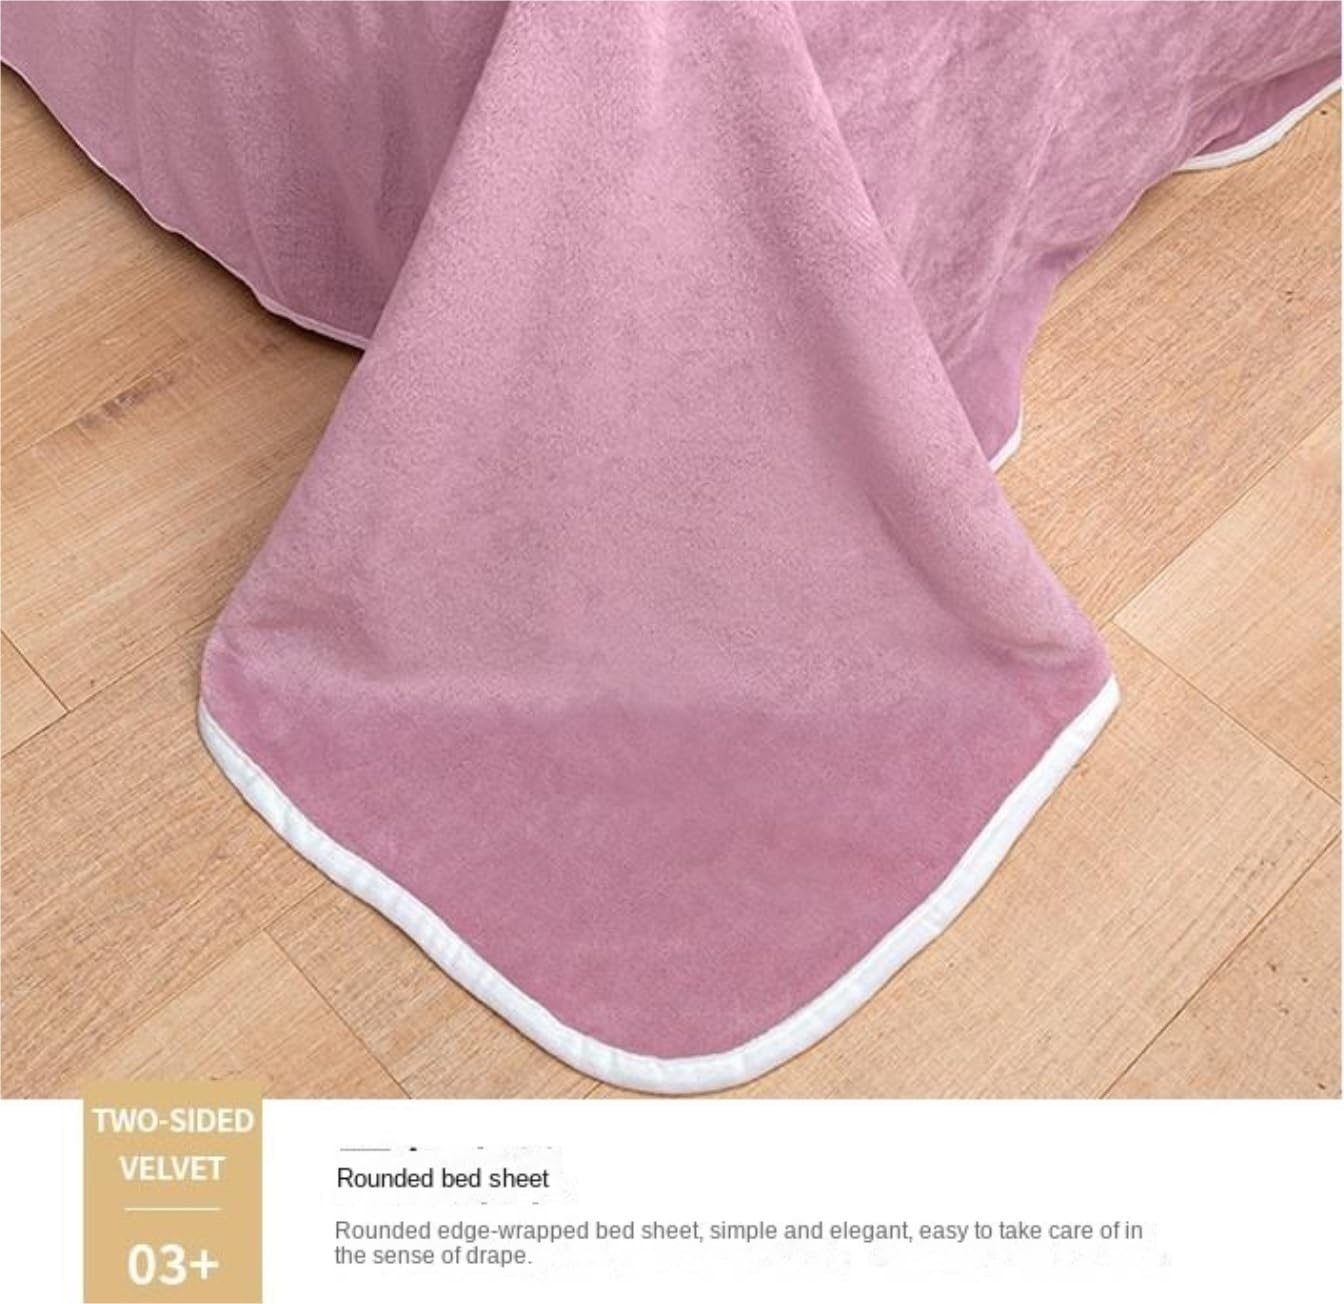 TWO-SIDED
VELVET
03+
Rounded bed sheet
Rounded edge-wrapped bed sheet, simple and elegant, easy to take care of in
the sense of drape.